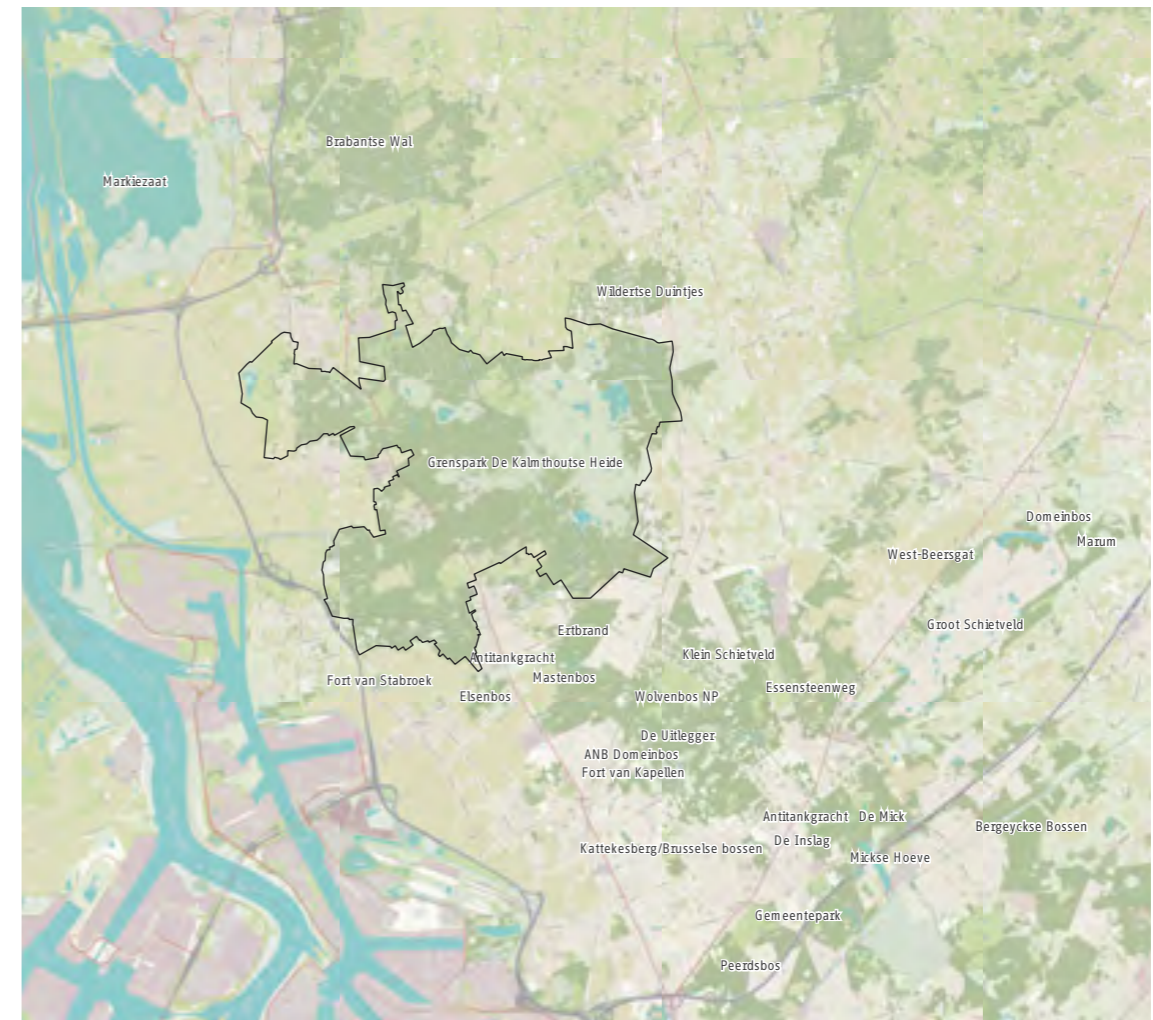 Brabantse Wal
Markiezaat
Wildertse Duintjes
Grenspark De Kalmthoutse Heide
Domeinbos
Marum
West-Beersgat
Groot Schietveld
Ertbrand
Klein Schietveld
Antitankgracht
Mastenbos
Fort van Stabroek
Essensteenweg
Elsenbos
Wolvenbos NP
De Uitlegger
ANB Domeinbos
Fort van Kapellen
Antitankgracht
De Mick
Bergeyckse Bossen
De Inslag
Kattekesberg/Brusselse bossen
Mickse Hoeve
Gemeentepark
Peerdsbos